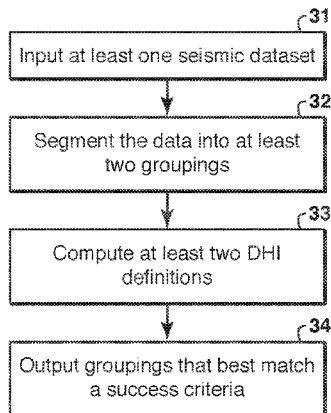 31
Input at least one seismic dataset
32
Segment the data into at least
two groupings
33
Compute at least two DHI
definitions
34
Output groupings that best match
a success criteria